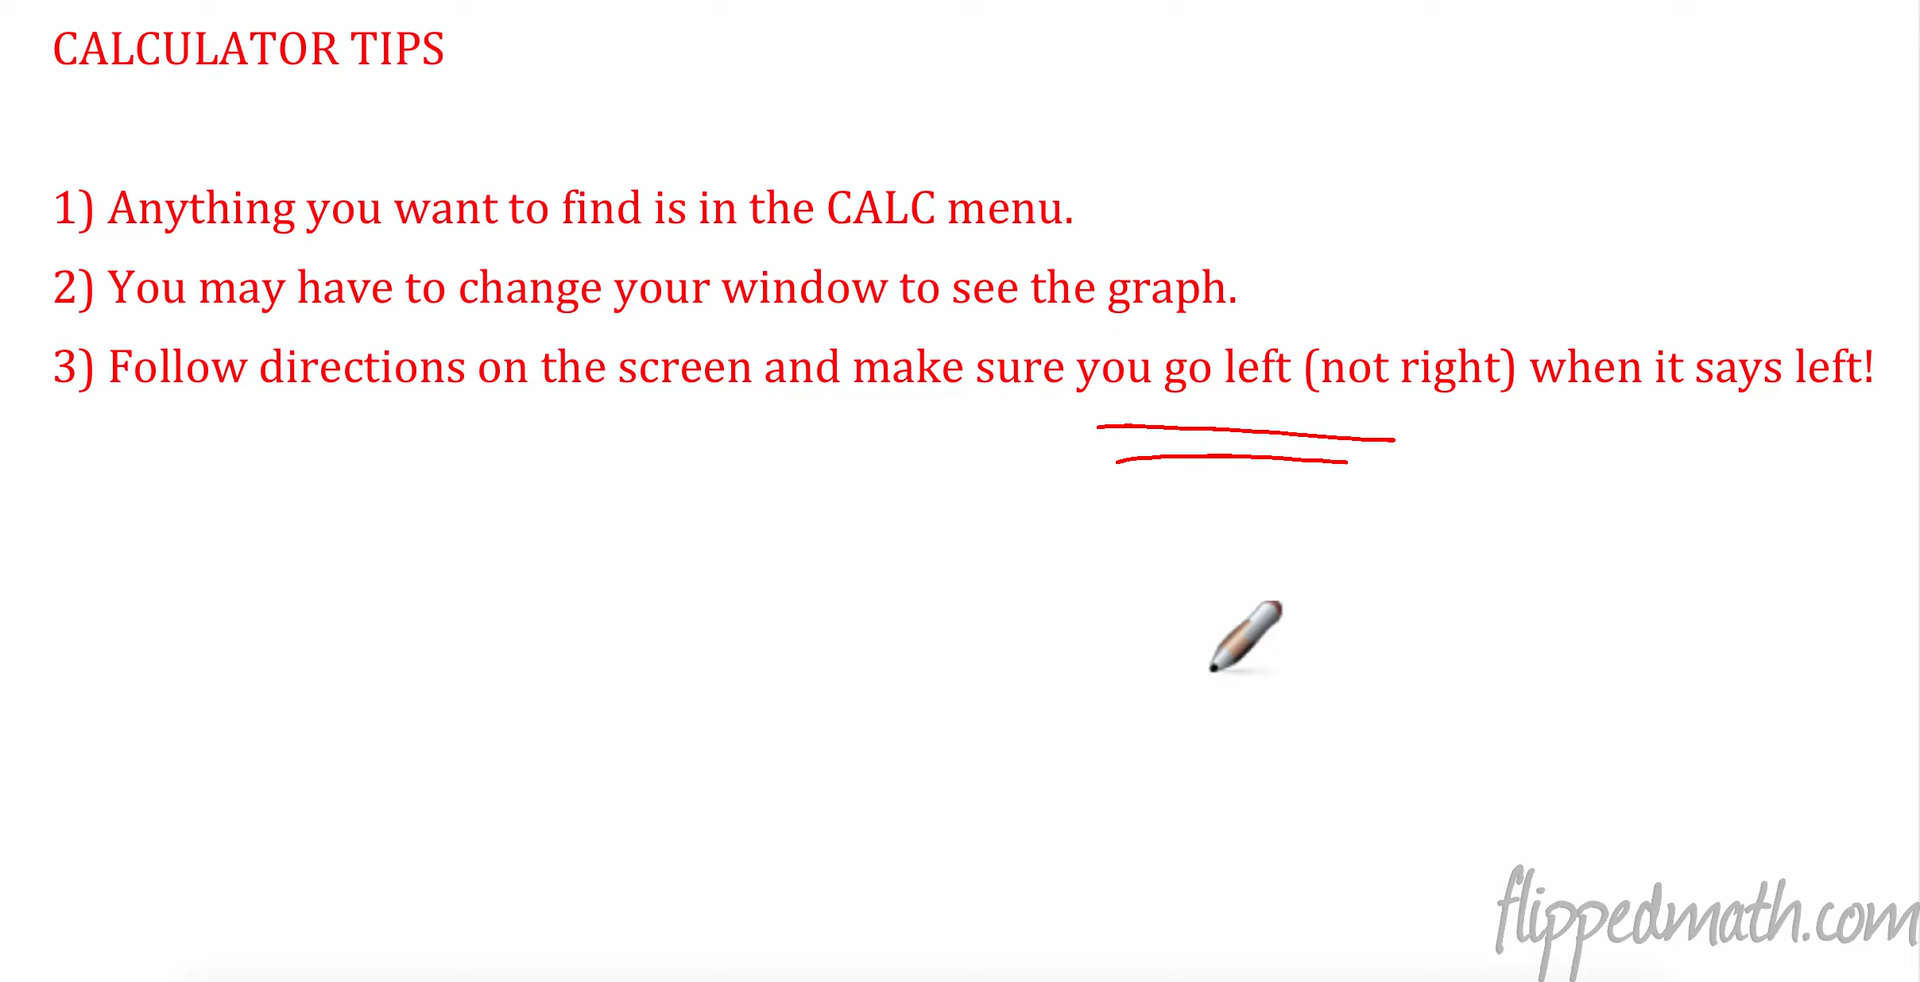 CALCULATOR TIPS
1) Anything you want to find is in the CALC menu.
2) You may have to change your window to see the graph.
3) Follow directions on the screen and make sure you go left (not right) when it says left!
flippedmath.com